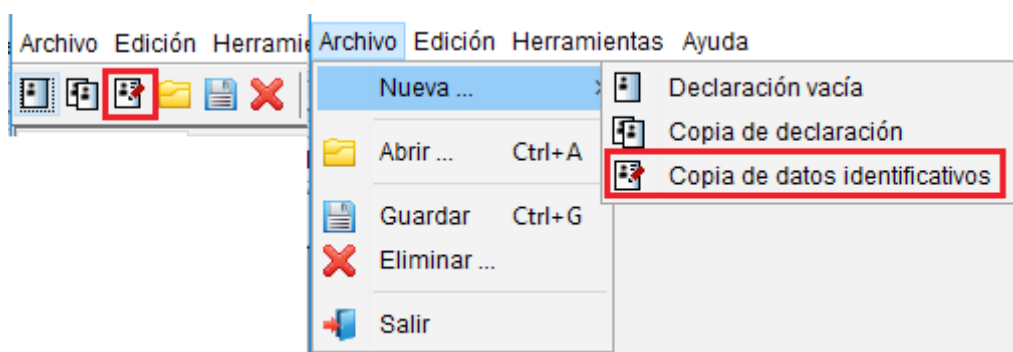 Archivo Edición Herramie
Archivo Edición Herramientas Ayuda
Nueva ...
Declaración vacía
Copia de declaración
Abrir ... Ctrl+A
Copia de datos identificativos
Guardar Ctrl+G
Eliminar ...
Salir